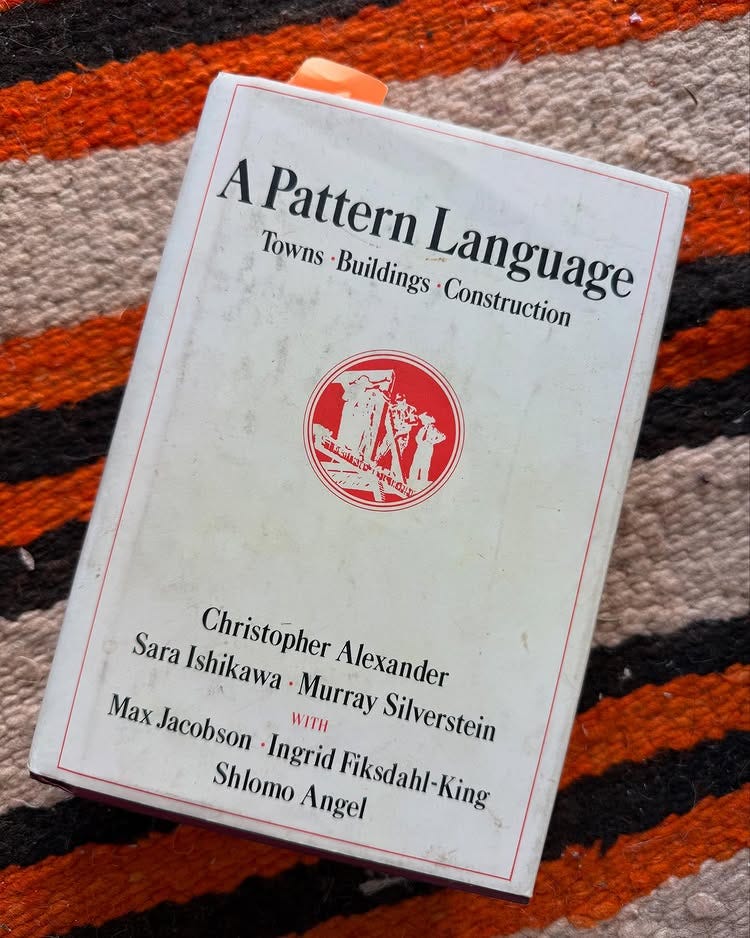 A Pattern Language
Towns · Buildings · Construction
Christopher Alexander
Sara Ishikawa · Murray Silverstein
WITH
Max Jacobson · Ingrid Fiksdahl-King
Shlomo Angel